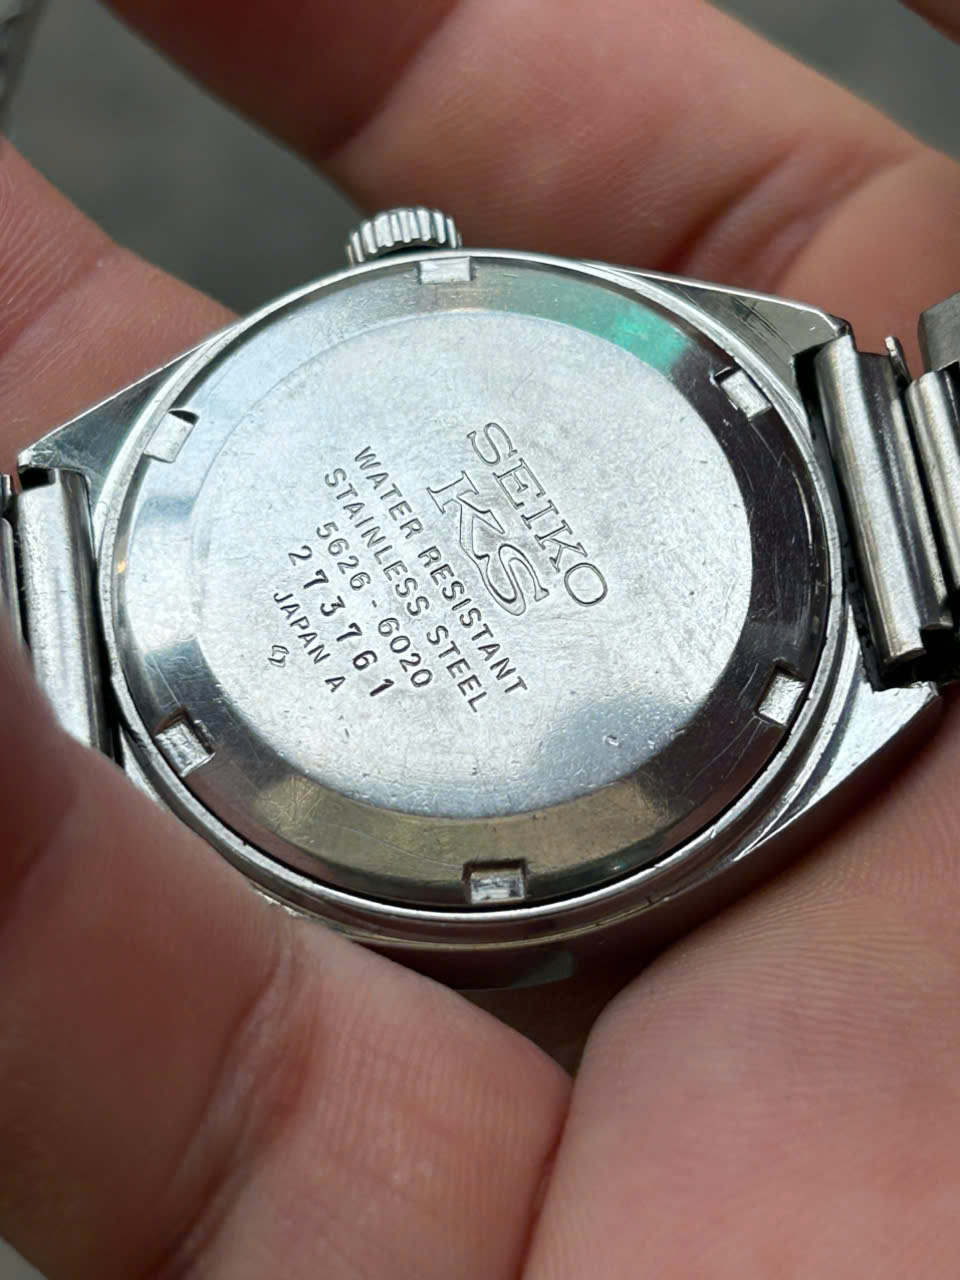 SEIKO
KS
WATER RESISTANT
STAINLESS STEEL
5626-6020
273761
JAPAN A